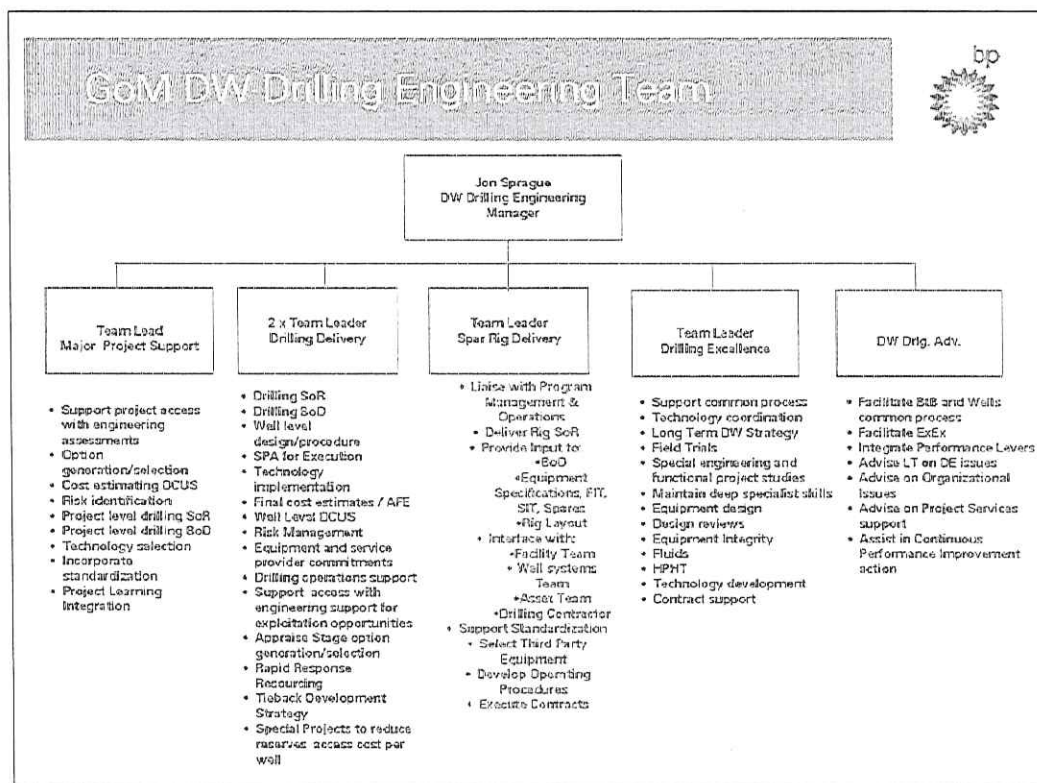 GoM DW Drilling Engineering Team
bp
Jon Sprague
DW Drilling Engineering
Manager
Team Lead
Major Project Support
• Support project access
with engineering
assessments
• Option
generation/selection
• Cost estimating DCUS
• Risk identification
• Project level drilling SoR
• Project level drilling BoD
• Technology selection
• Incorporate
standardization
• Project Learning
Integration
2 x Team Leader
Drilling Delivery
• Drilling SoR
• Drilling BoD
• Well level
design/procedure
• SPA for Execution
• Technology
implementation
• Final cost estimates / AFE
• Well Level DCUS
• Risk Management
• Equipment and service
provider commitments
• Drilling operations support
• Support access with
engineering support for
exploitation opportunities
• Appraise Stage option
generation/selection
• Rapid Response
Resourcing
• Tieback Development
Strategy
• Special Projects to reduce
reserves access cost per
well
Team Leader
Spar Rig Delivery
• Liaise with Program
Management &
Operations
• Deliver Rig SoR
• Provide Input to:
•BoD
•Equipment
Specifications, FIT,
SIT, Spares
•Rig Layout
• Interface with:
•Facility Team
•Well systems
Team
•Asset Team
•Drilling Contractor
• Support Standardization
• Select Third Party
Equipment
• Develop Operating
Procedures
• Execute Contracts
Team Leader
Drilling Excellence
• Support common process
• Technology coordination
• Long Term DW Strategy
• Field Trials
• Special engineering and
functional project studies
• Maintain deep specialist skills
• Equipment design
• Design reviews
• Equipment Integrity
• Fluids
• HPHT
• Technology development
• Contract support
DW Drlg. Adv.
• Facilitate BtB and Wells
common process
• Facilitate ExEx
• Integrate Performance Levers
• Advise LT on DE issues
• Advise on Organizational
Issues
• Advise on Project Services
support
• Assist in Continuous
Performance Improvement
action